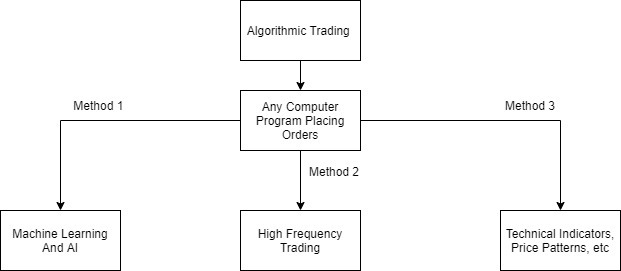 Algorithmic Trading
Any Computer
Program Placing
Orders
Method 1
Method 3
Method 2
Machine Learning
And AI
High Frequency
Trading
Technical Indicators,
Price Patterns, etc